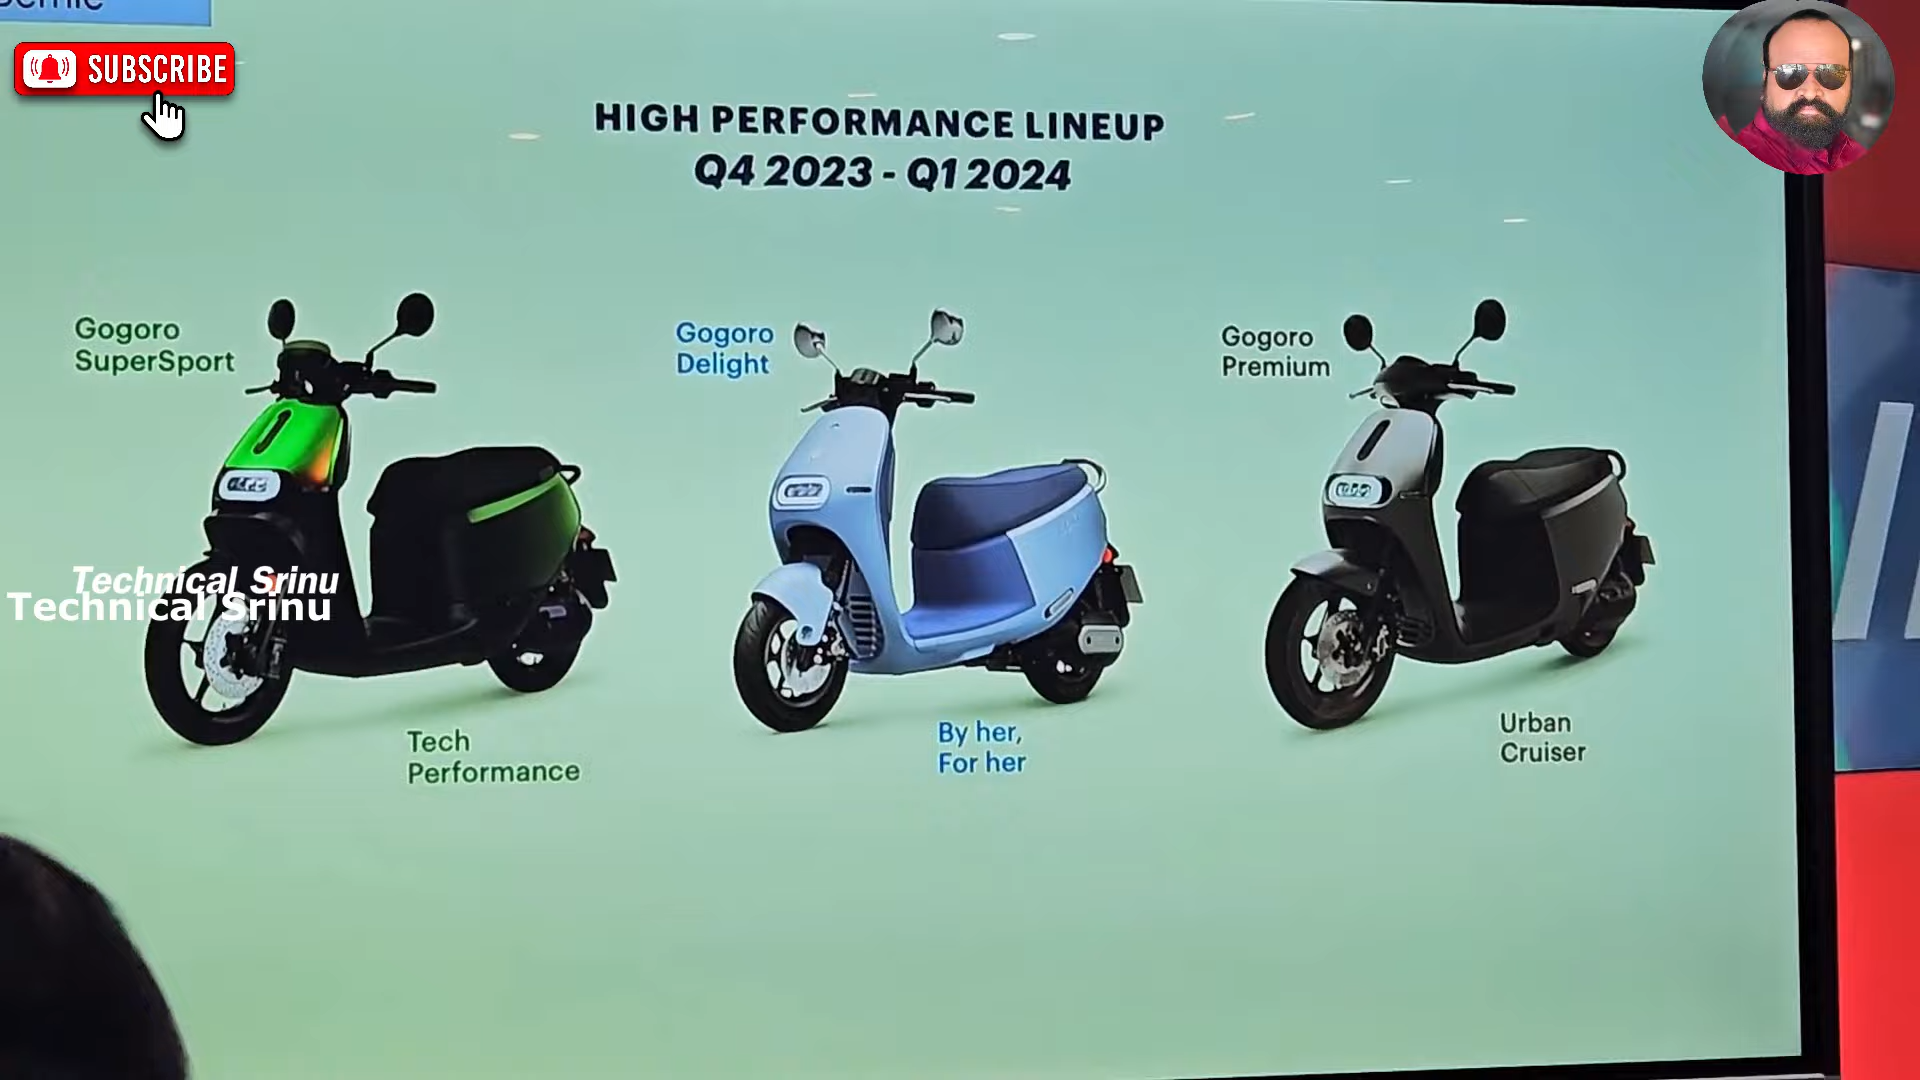 SUBSCRIBE
HIGH PERFORMANCE LINEUP
Q4 2023 - Q1 2024
Gogoro
SuperSport
Gogoro
Delight
Gogoro
Premium
Technical Srinu
Technical Srinu
Tech
Performance
By her,
For her
Urban
Cruiser